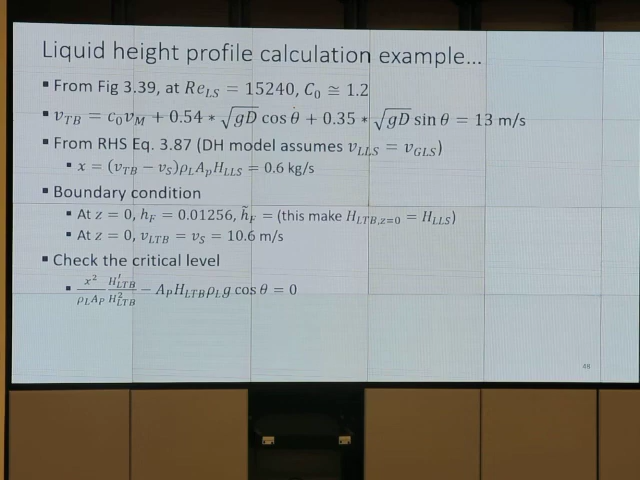 Liquid height profile calculation example...
▪ From Fig 3.39, at Re_LS = 15240, C₀ ≅ 1.2
▪ v_TB = c₀v_M + 0.54 * √(gD) cos θ + 0.35 * √(gD) sin θ = 13 m/s
▪ From RHS Eq. 3.87 (DH model assumes v_LLS = v_GLS)
▪ x = (v_TB − v_S)ρ_L A_p H_LLS = 0.6 kg/s
▪ Boundary condition
▪ At z = 0, h_F = 0.01256, h̃_F = (this make H_LTB,z=0 = H_LLS)
▪ At z = 0, v_LTB = v_S = 10.6 m/s
▪ Check the critical level
▪ x²/(ρ_L A_P) H′_LTB/H²_LTB − A_P H_LTB ρ_L g cos θ = 0
48